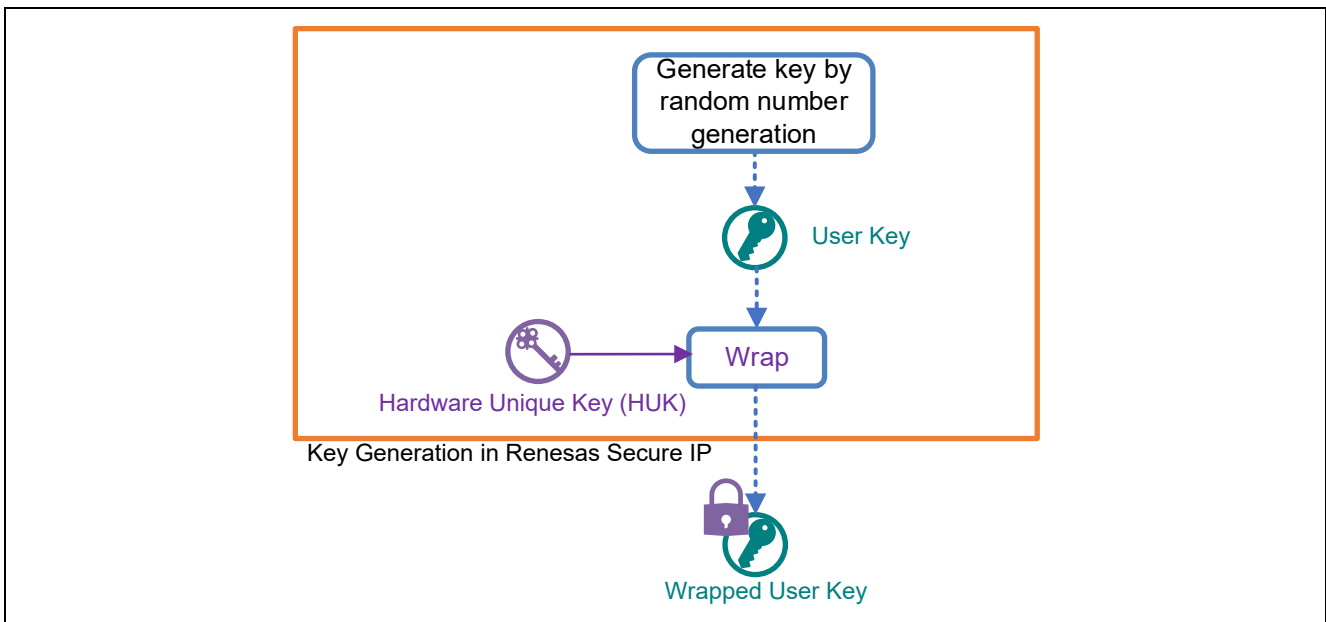 Generate key by
random number
generation
User Key
Wrap
Hardware Unique Key (HUK)
Key Generation in Renesas Secure IP
Wrapped User Key